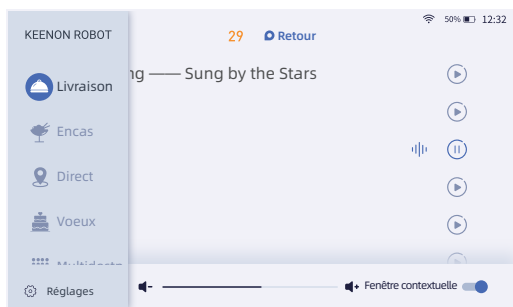 50% 12:32
KEENON ROBOT
29 Retour
ng —— Sung by the Stars
Livraison
Encas
Direct
Voeux
Réglages
Fenêtre contextuelle